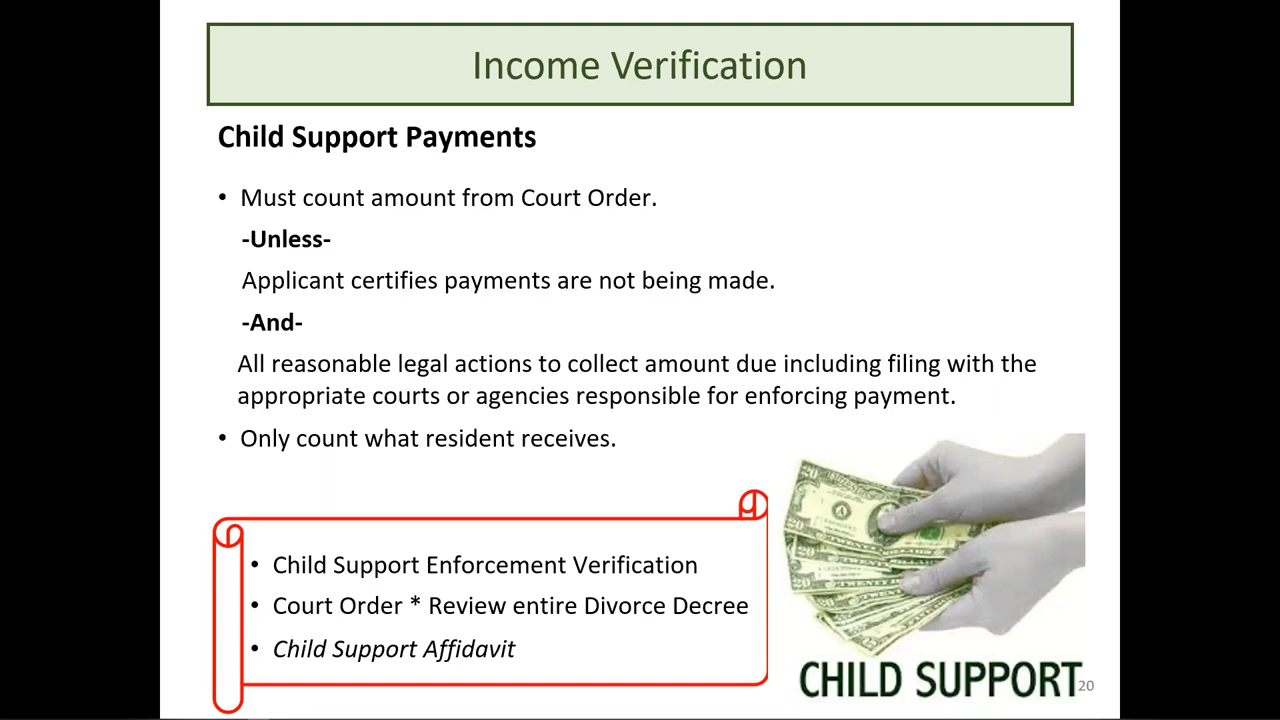 Income Verification
Child Support Payments
• Must count amount from Court Order.
-Unless-
Applicant certifies payments are not being made.
-And-
All reasonable legal actions to collect amount due including filing with the
appropriate courts or agencies responsible for enforcing payment.
• Only count what resident receives.
• Child Support Enforcement Verification
• Court Order * Review entire Divorce Decree
• Child Support Affidavit
20
20
20
CHILD SUPPORT
20